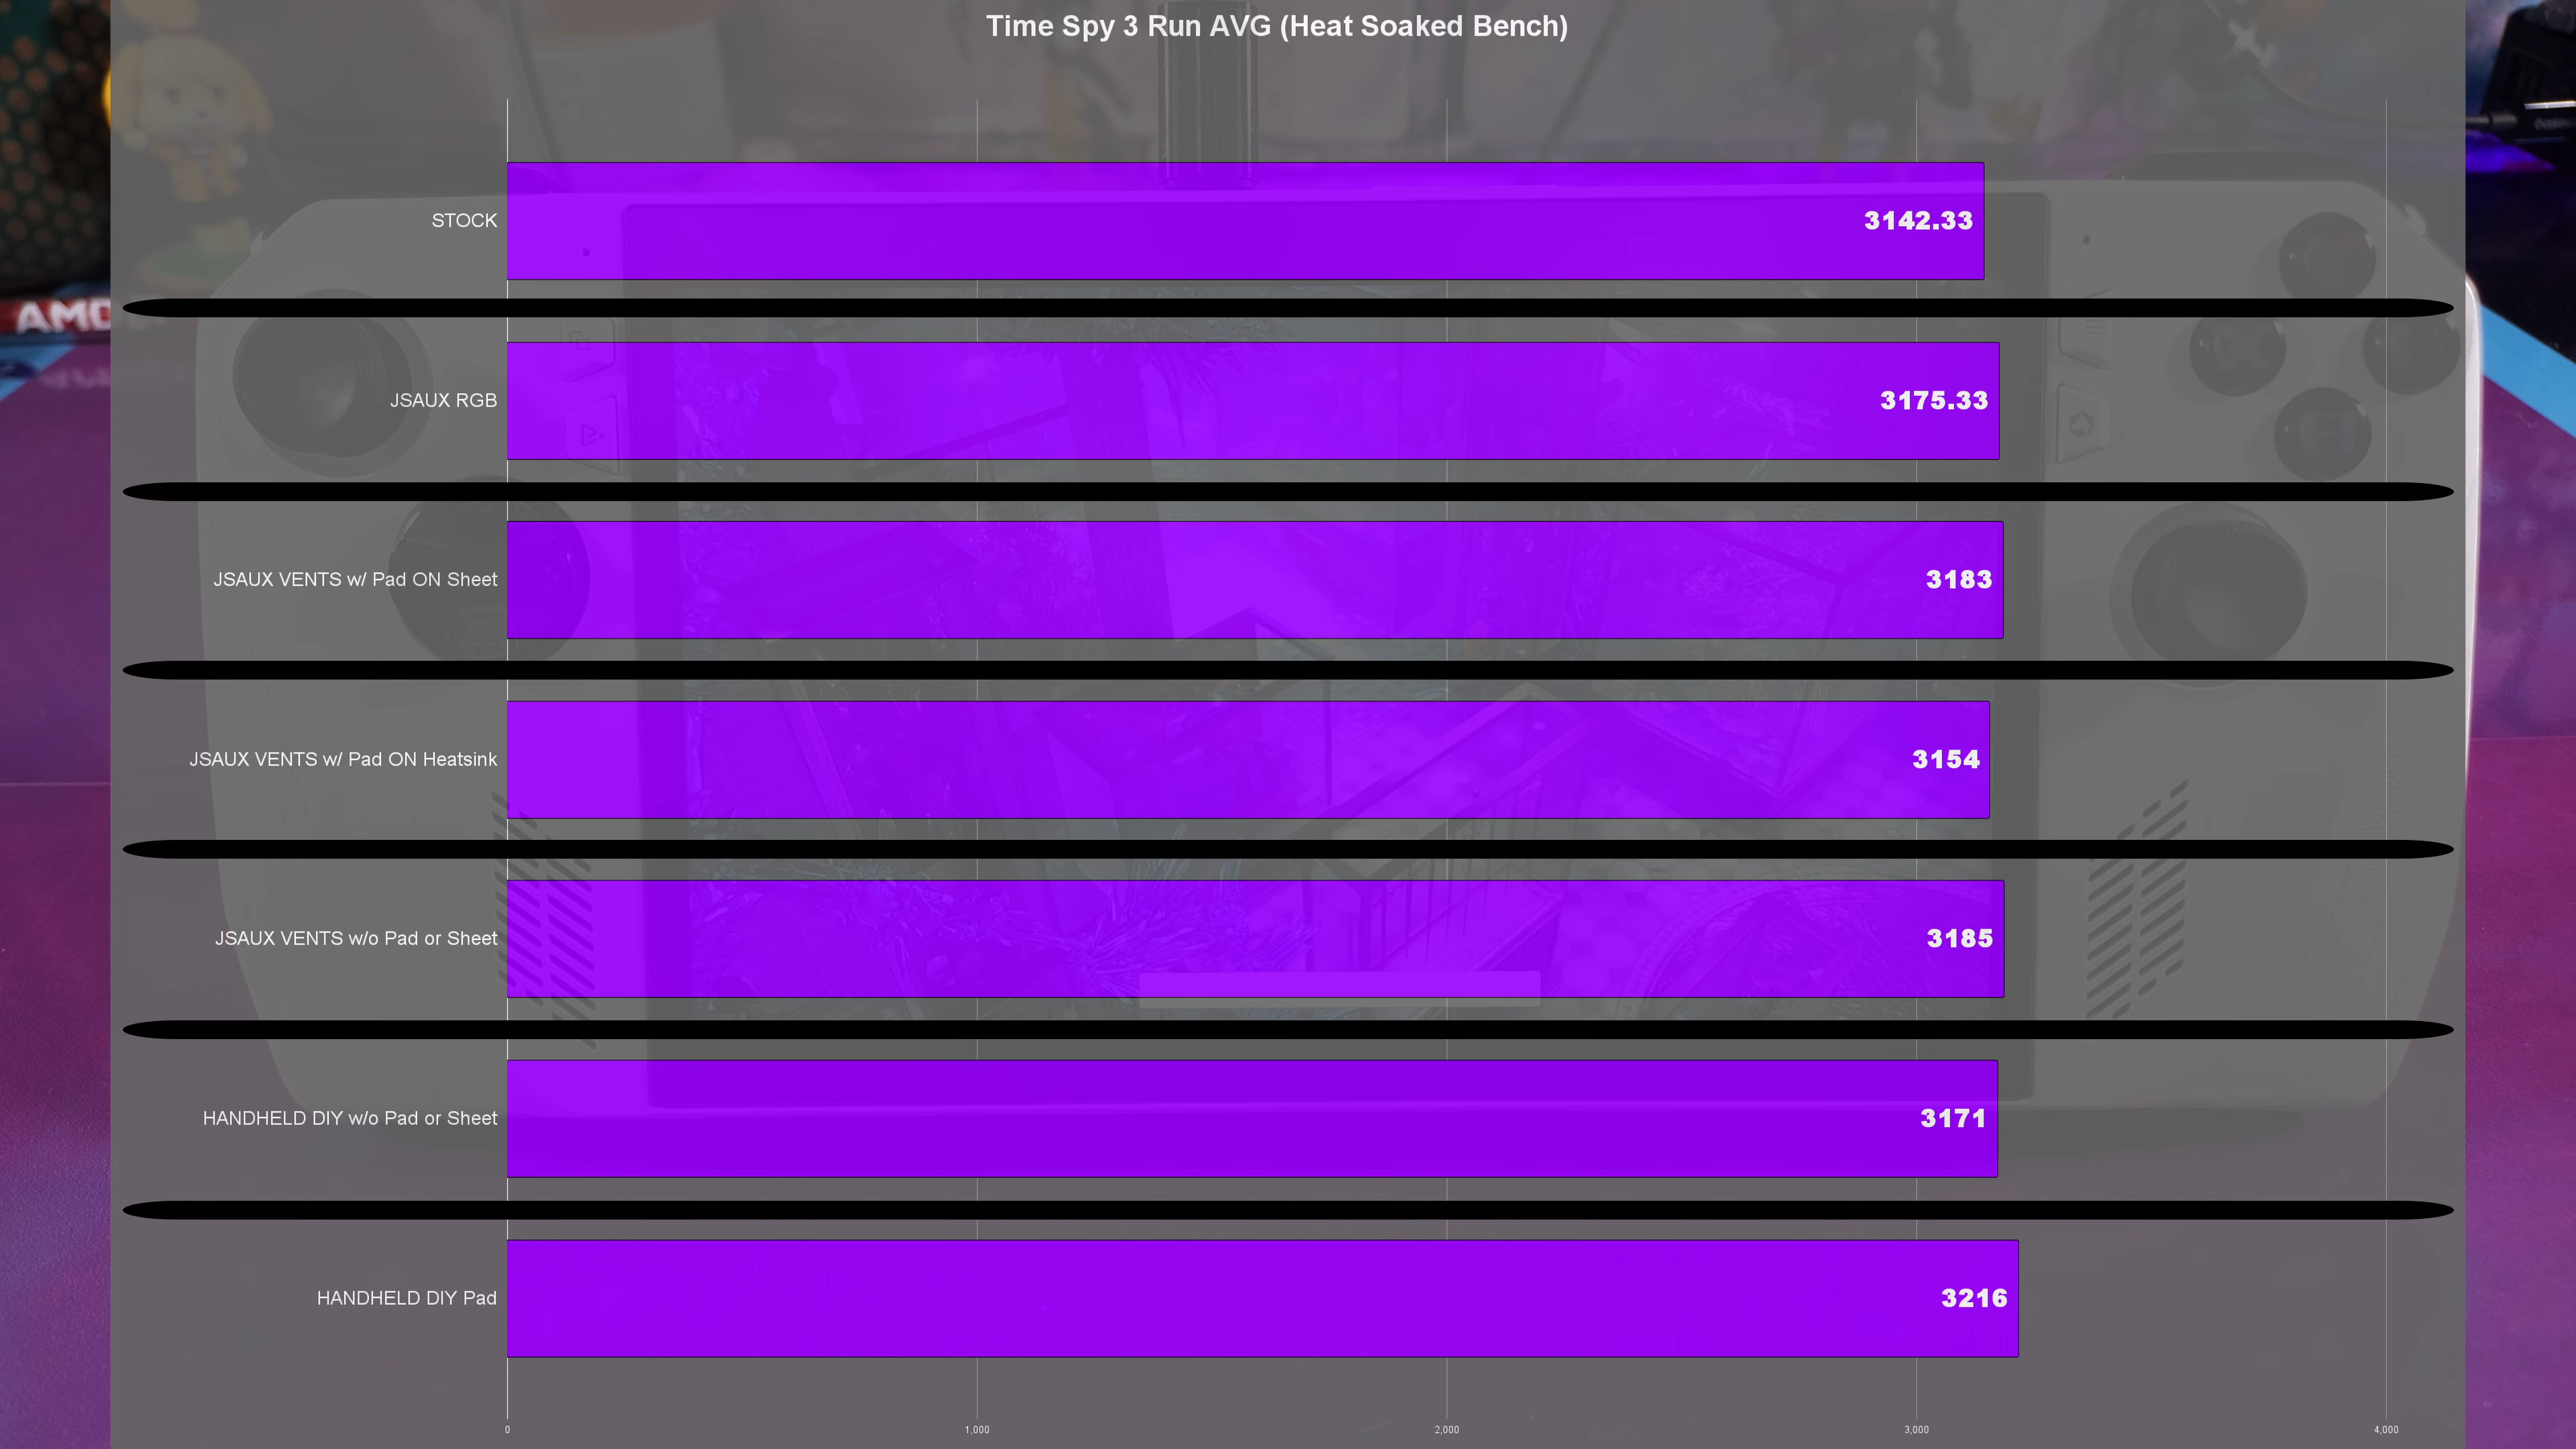 Time Spy 3 Run AVG (Heat Soaked Bench)
STOCK
3142.33
AMD
JSAUX RGB
3175.33
JSAUX VENTS w/ Pad ON Sheet
3183
JSAUX VENTS w/ Pad ON Heatsink
3154
JSAUX VENTS w/o Pad or Sheet
3185
HANDHELD DIY w/o Pad or Sheet
3171
HANDHELD DIY Pad
3216
0 1,000 2,000 3,000 4,000